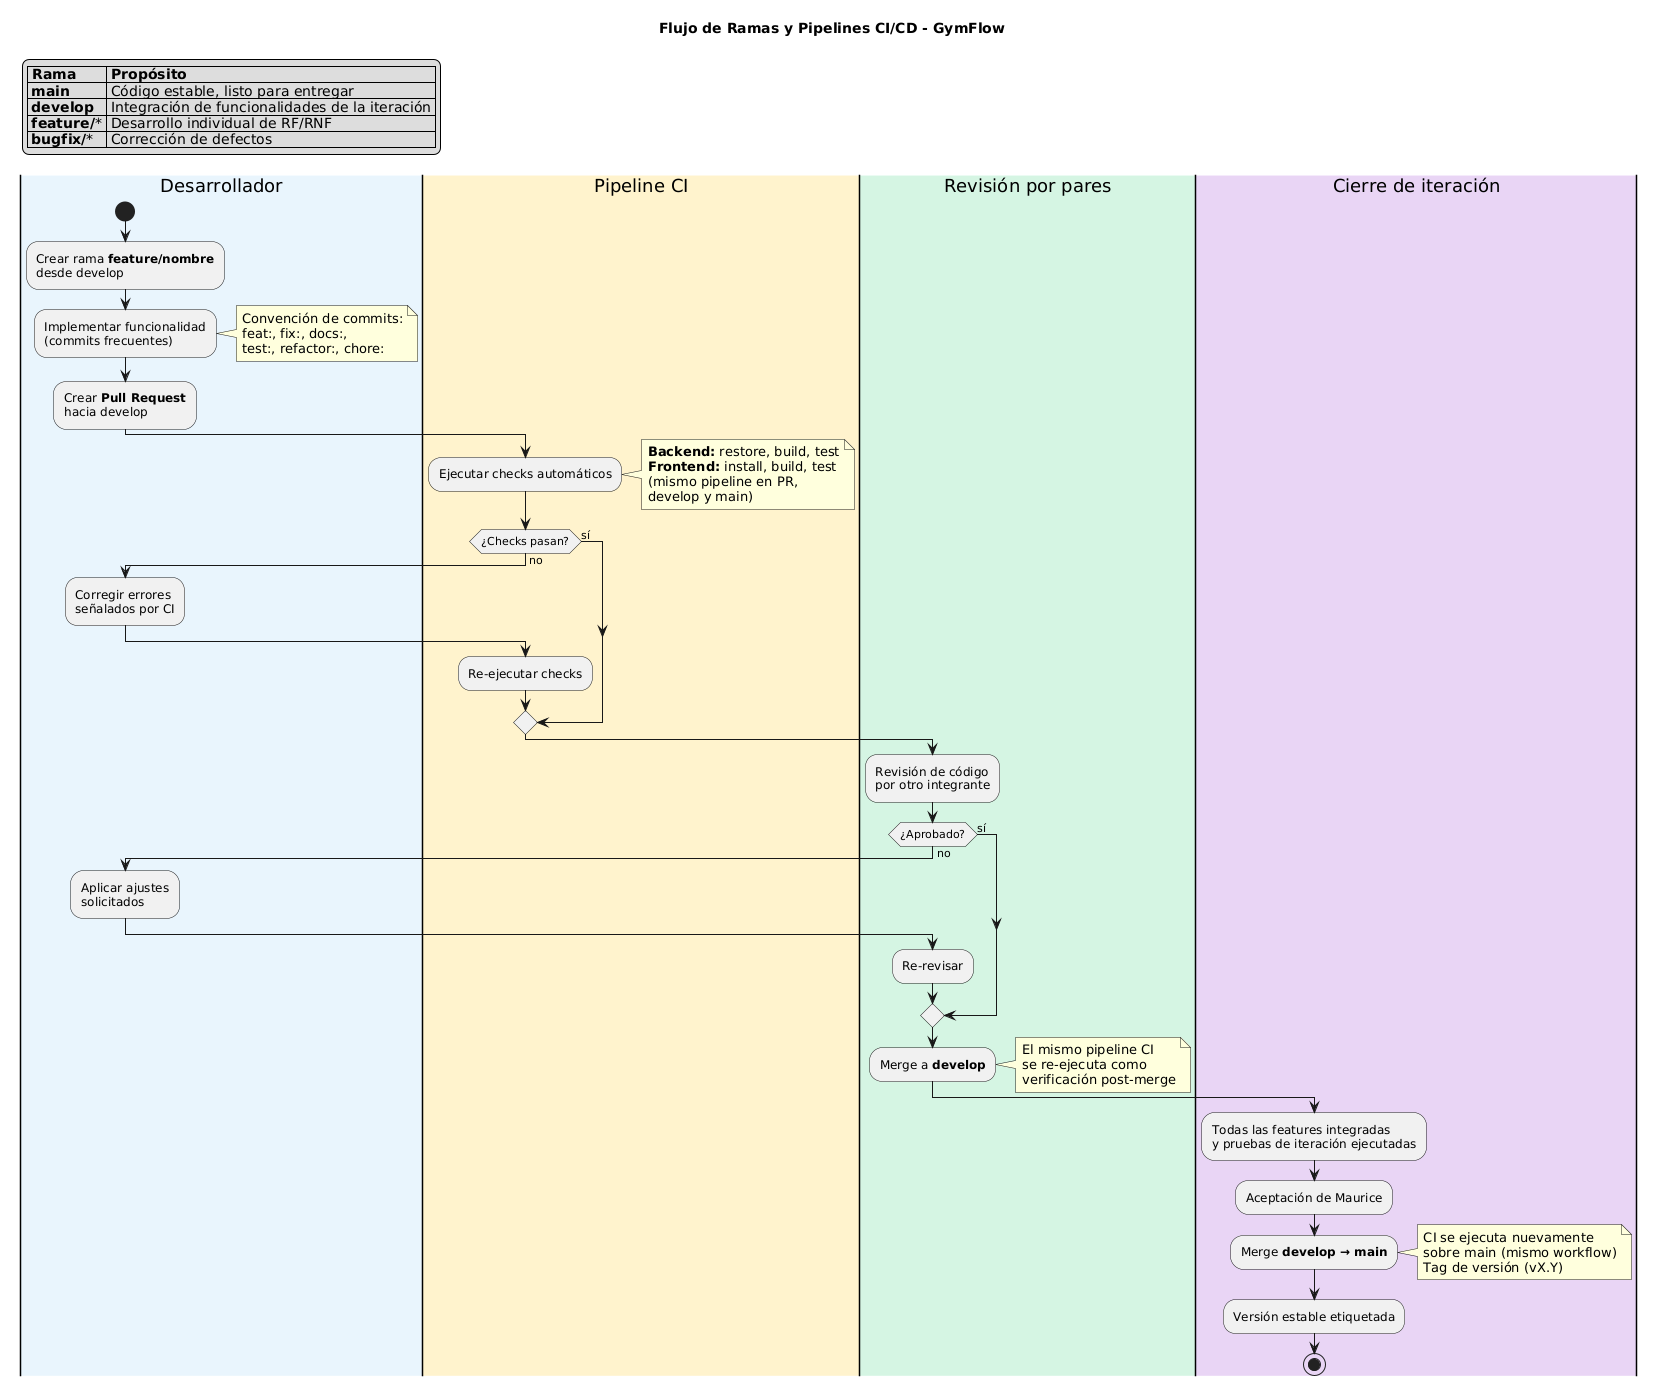 Flujo de Ramas y Pipelines CI/CD - GymFlow
Rama Propósito
main Código estable, listo para entregar
develop Integración de funcionalidades de la iteración
feature/* Desarrollo individual de RF/RNF
bugfix/* Corrección de defectos
Desarrollador
Pipeline CI
Revisión por pares
Cierre de iteración
Crear rama feature/nombre
desde develop
Implementar funcionalidad
(commits frecuentes)
Convención de commits:
feat:, fix:, docs:,
test:, refactor:, chore:
Crear Pull Request
hacia develop
Ejecutar checks automáticos
Backend: restore, build, test
Frontend: install, build, test
(mismo pipeline en PR,
develop y main)
¿Checks pasan?
sí
no
Corregir errores
señalados por CI
Re-ejecutar checks
Revisión de código
por otro integrante
¿Aprobado?
sí
no
Aplicar ajustes
solicitados
Re-revisar
Merge a develop
El mismo pipeline CI
se re-ejecuta como
verificación post-merge
Todas las features integradas
y pruebas de iteración ejecutadas
Aceptación de Maurice
Merge develop → main
CI se ejecuta nuevamente
sobre main (mismo workflow)
Tag de versión (vX.Y)
Versión estable etiquetada